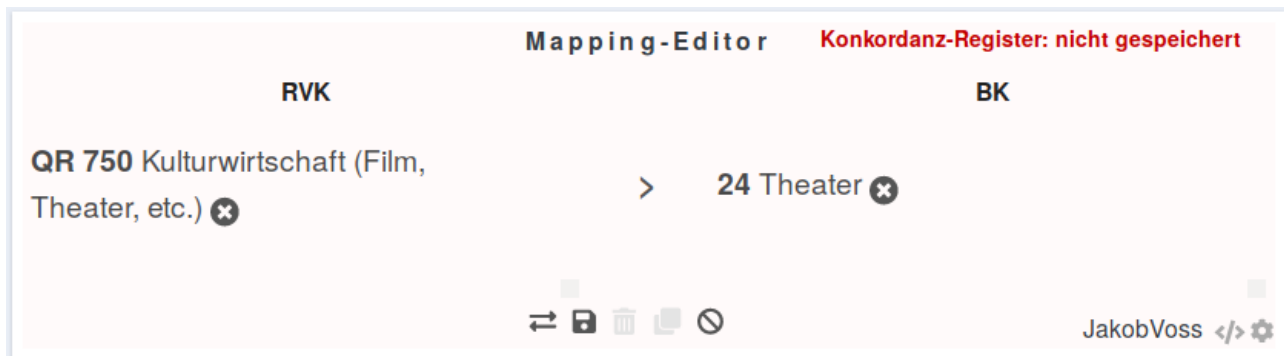 Mapping-Editor Konkordanz-Register: nicht gespeichert
RVK BK
QR 750 Kulturwirtschaft (Film,
Theater, etc.)
> 24 Theater
JakobVoss </>